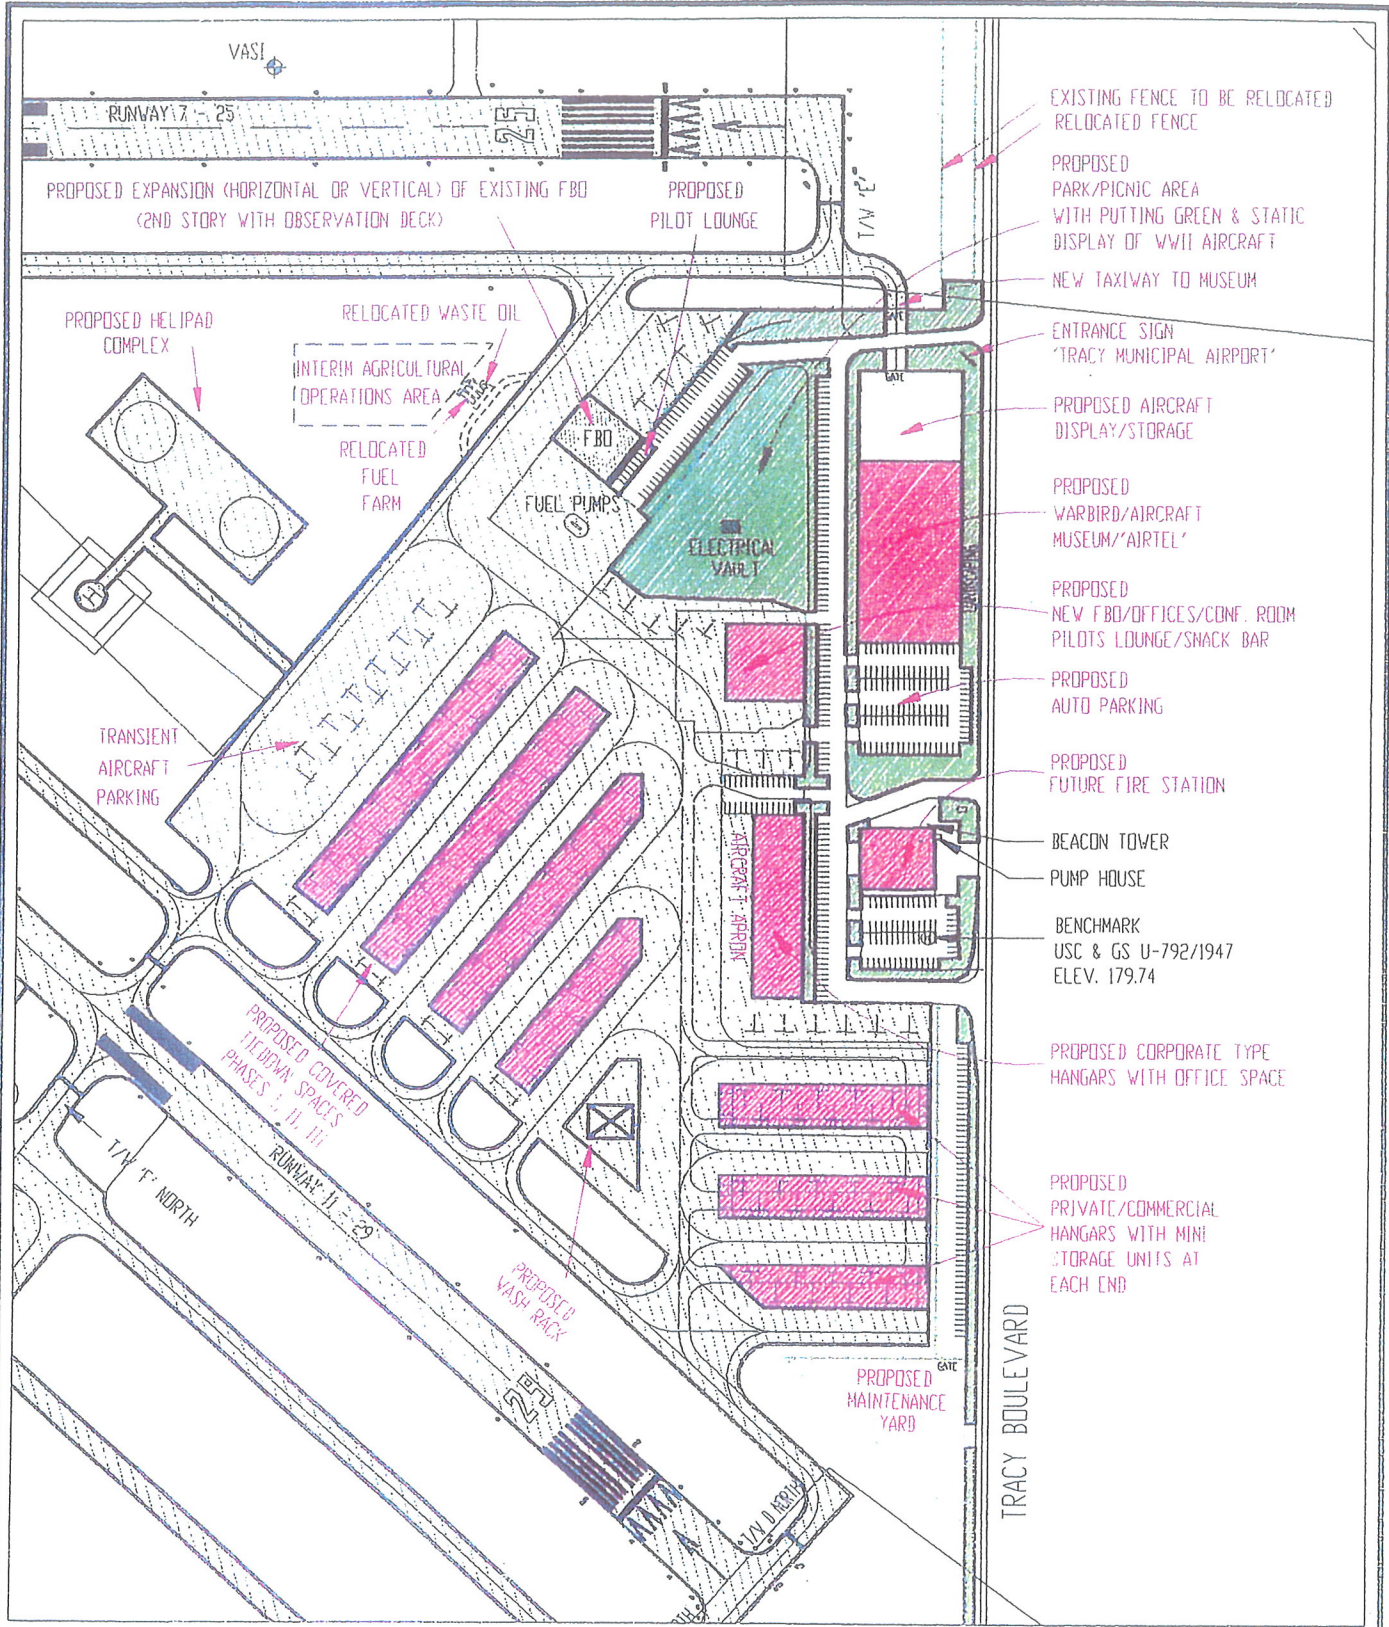 VASI
RUNWAY 7 - 25
25
PROPOSED EXPANSION (HORIZONTAL OR VERTICAL) OF EXISTING FBO
(2ND STORY WITH OBSERVATION DECK)
PROPOSED
PILOT LOUNGE
T/W 'E'
EXISTING FENCE TO BE RELOCATED
RELOCATED FENCE
PROPOSED
PARK/PICNIC AREA
WITH PUTTING GREEN & STATIC
DISPLAY OF WWII AIRCRAFT
NEW TAXIWAY TO MUSEUM
ENTRANCE SIGN
'TRACY MUNICIPAL AIRPORT'
PROPOSED AIRCRAFT
DISPLAY/STORAGE
PROPOSED
WARBIRD/AIRCRAFT
MUSEUM/'AIRTEL'
PROPOSED
NEW FBO/OFFICES/CONF. ROOM
PILOTS LOUNGE/SNACK BAR
PROPOSED
AUTO PARKING
PROPOSED
FUTURE FIRE STATION
BEACON TOWER
PUMP HOUSE
BENCHMARK
USC & GS U-792/1947
ELEV. 179.74
PROPOSED CORPORATE TYPE
HANGARS WITH OFFICE SPACE
PROPOSED
PRIVATE/COMMERCIAL
HANGARS WITH MINI
STORAGE UNITS AT
EACH END
PROPOSED HELIPAD
COMPLEX
RELOCATED WASTE OIL
INTERIM AGRICULTURAL
OPERATIONS AREA
RELOCATED
FUEL
FARM
FBO
FUEL PUMPS
ELECTRICAL
VAULT
GATE
GATE
LANDSCAPING
H
TRANSIENT
AIRCRAFT
PARKING
AIRCRAFT APRON
PROPOSED COVERED
TIEDOWN SPACES
PHASES I, II, III
T/W 'F' NORTH
RUNWAY 11 - 29
PROPOSED
WASH RACK
29
T/W D NORTH
GATE
PROPOSED
MAINTENANCE
YARD
TRACY BOULEVARD